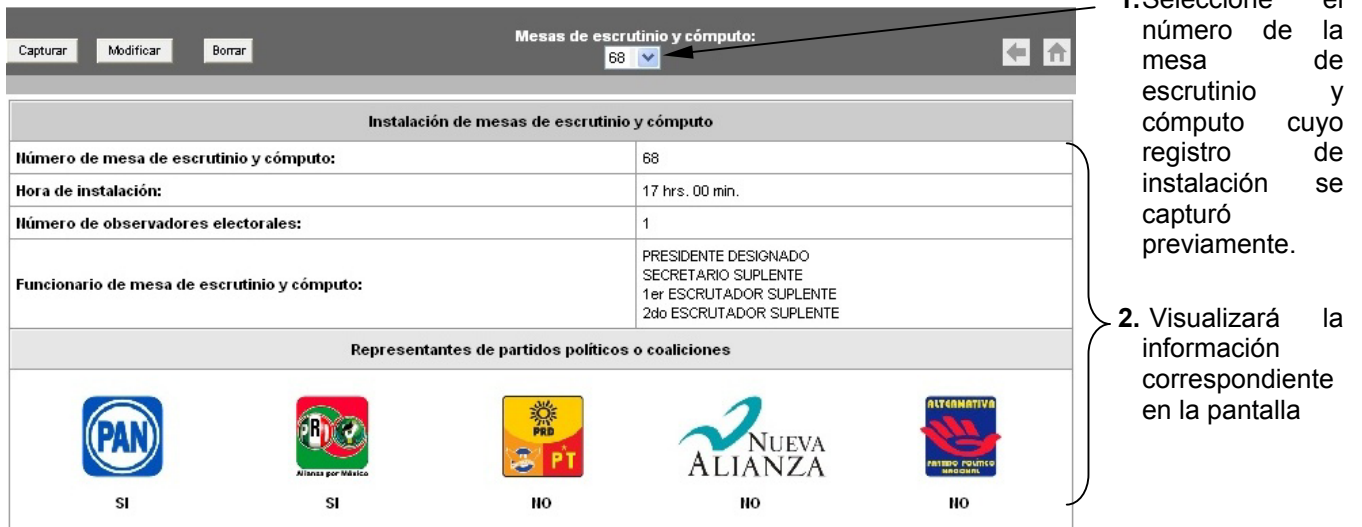 Capturar Modificar Borrar
Mesas de escrutinio y cómputo:
68
1. Seleccione el
número de la
mesa de
escrutinio y
cómputo cuyo
registro de
instalación se
capturó
previamente.
Instalación de mesas de escrutinio y cómputo
Número de mesa de escrutinio y cómputo: 68
Hora de instalación: 17 hrs. 00 min.
Número de observadores electorales: 1
Funcionario de mesa de escrutinio y cómputo:
PRESIDENTE DESIGNADO
SECRETARIO SUPLENTE
1er ESCRUTADOR SUPLENTE
2do ESCRUTADOR SUPLENTE
2. Visualizará la
información
correspondiente
en la pantalla
Representantes de partidos políticos o coaliciones
PAN
PRI
Alianza por México
PRD
PT
NUEVA
ALIANZA
ALTERNATIVA
PARTIDO POLITICO
NACIONAL
SI SI NO NO NO